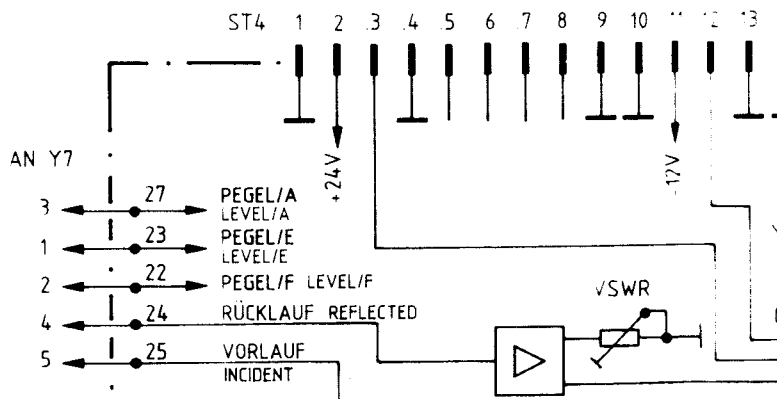 ST4 1 2 3 4 5 6 7 8 9 10 11 12 13
+24V
-12V
AN Y7
3 27 PEGEL/A
LEVEL/A
1 23 PEGEL/E
LEVEL/E
2 22 PEGEL/F LEVEL/F
4 24 RÜCKLAUF REFLECTED
VSWR
5 25 VORLAUF
INCIDENT